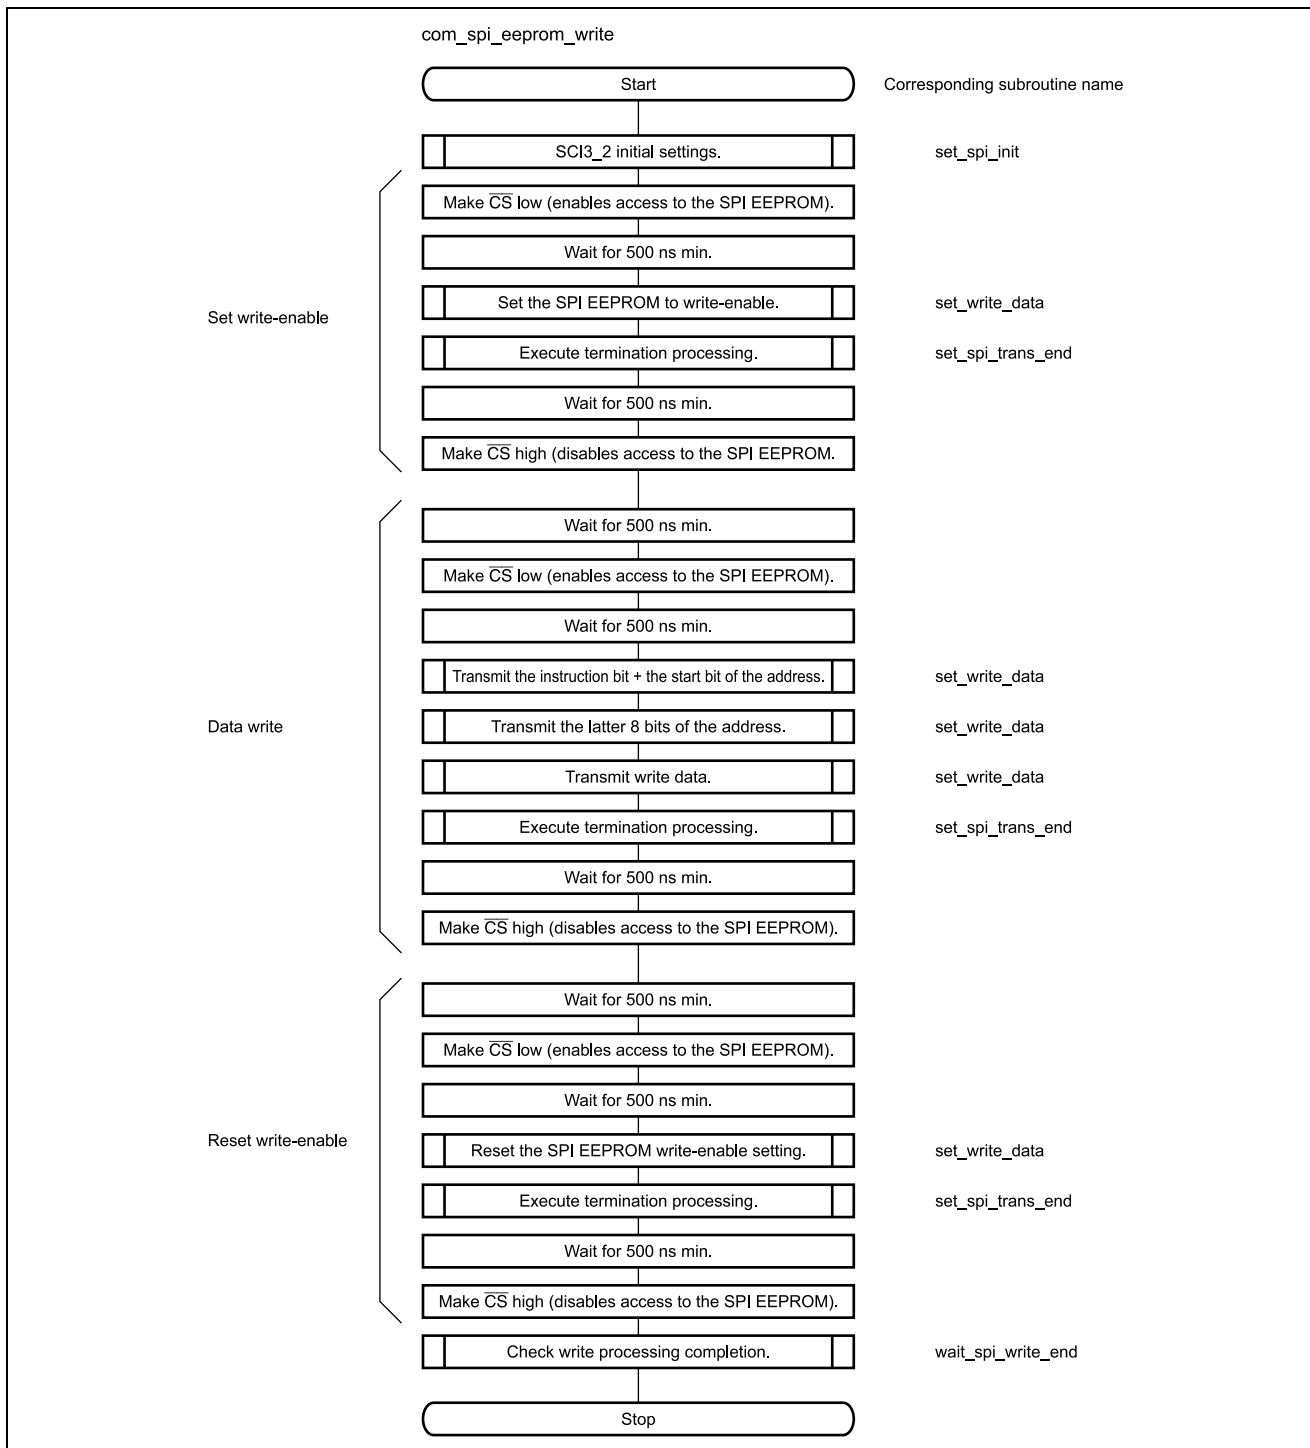 com_spi_eeprom_write
Start
Corresponding subroutine name
SCI3_2 initial settings.
set_spi_init
Make CS low (enables access to the SPI EEPROM).
Wait for 500 ns min.
Set the SPI EEPROM to write-enable.
set_write_data
Set write-enable
Execute termination processing.
set_spi_trans_end
Wait for 500 ns min.
Make CS high (disables access to the SPI EEPROM.
Wait for 500 ns min.
Make CS low (enables access to the SPI EEPROM).
Wait for 500 ns min.
Transmit the instruction bit + the start bit of the address.
set_write_data
Data write
Transmit the latter 8 bits of the address.
set_write_data
Transmit write data.
set_write_data
Execute termination processing.
set_spi_trans_end
Wait for 500 ns min.
Make CS high (disables access to the SPI EEPROM).
Wait for 500 ns min.
Make CS low (enables access to the SPI EEPROM).
Wait for 500 ns min.
Reset write-enable
Reset the SPI EEPROM write-enable setting.
set_write_data
Execute termination processing.
set_spi_trans_end
Wait for 500 ns min.
Make CS high (disables access to the SPI EEPROM).
Check write processing completion.
wait_spi_write_end
Stop